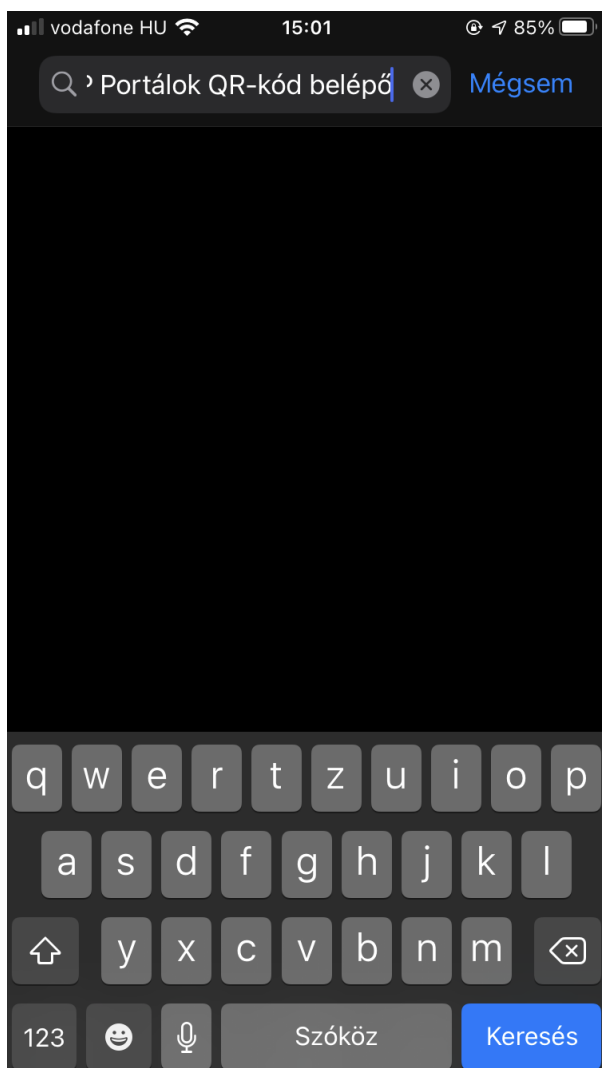 vodafone HU 15:01 85%
Portálok QR-kód belépő Mégsem
q w e r t z u i o p
a s d f g h j k l
y x c v b n m
123 Szóköz Keresés